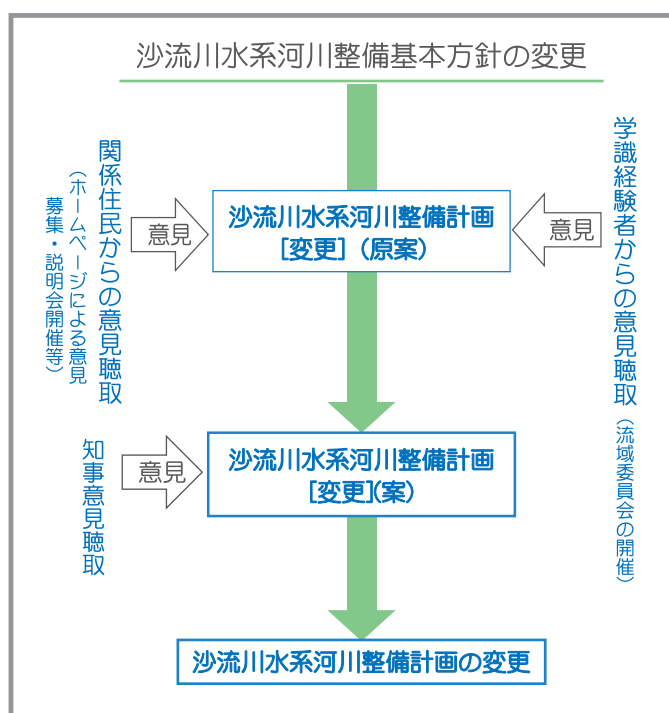 沙流川水系河川整備基本方針の変更
関係住民からの意見聴取
(ホームページによる意見
募集・説明会開催等)
意見
沙流川水系河川整備計画
[変更](原案)
意見
学識経験者からの意見聴取
(流域委員会の開催)
知事意見聴取
意見
沙流川水系河川整備計画
[変更](案)
沙流川水系河川整備計画の変更